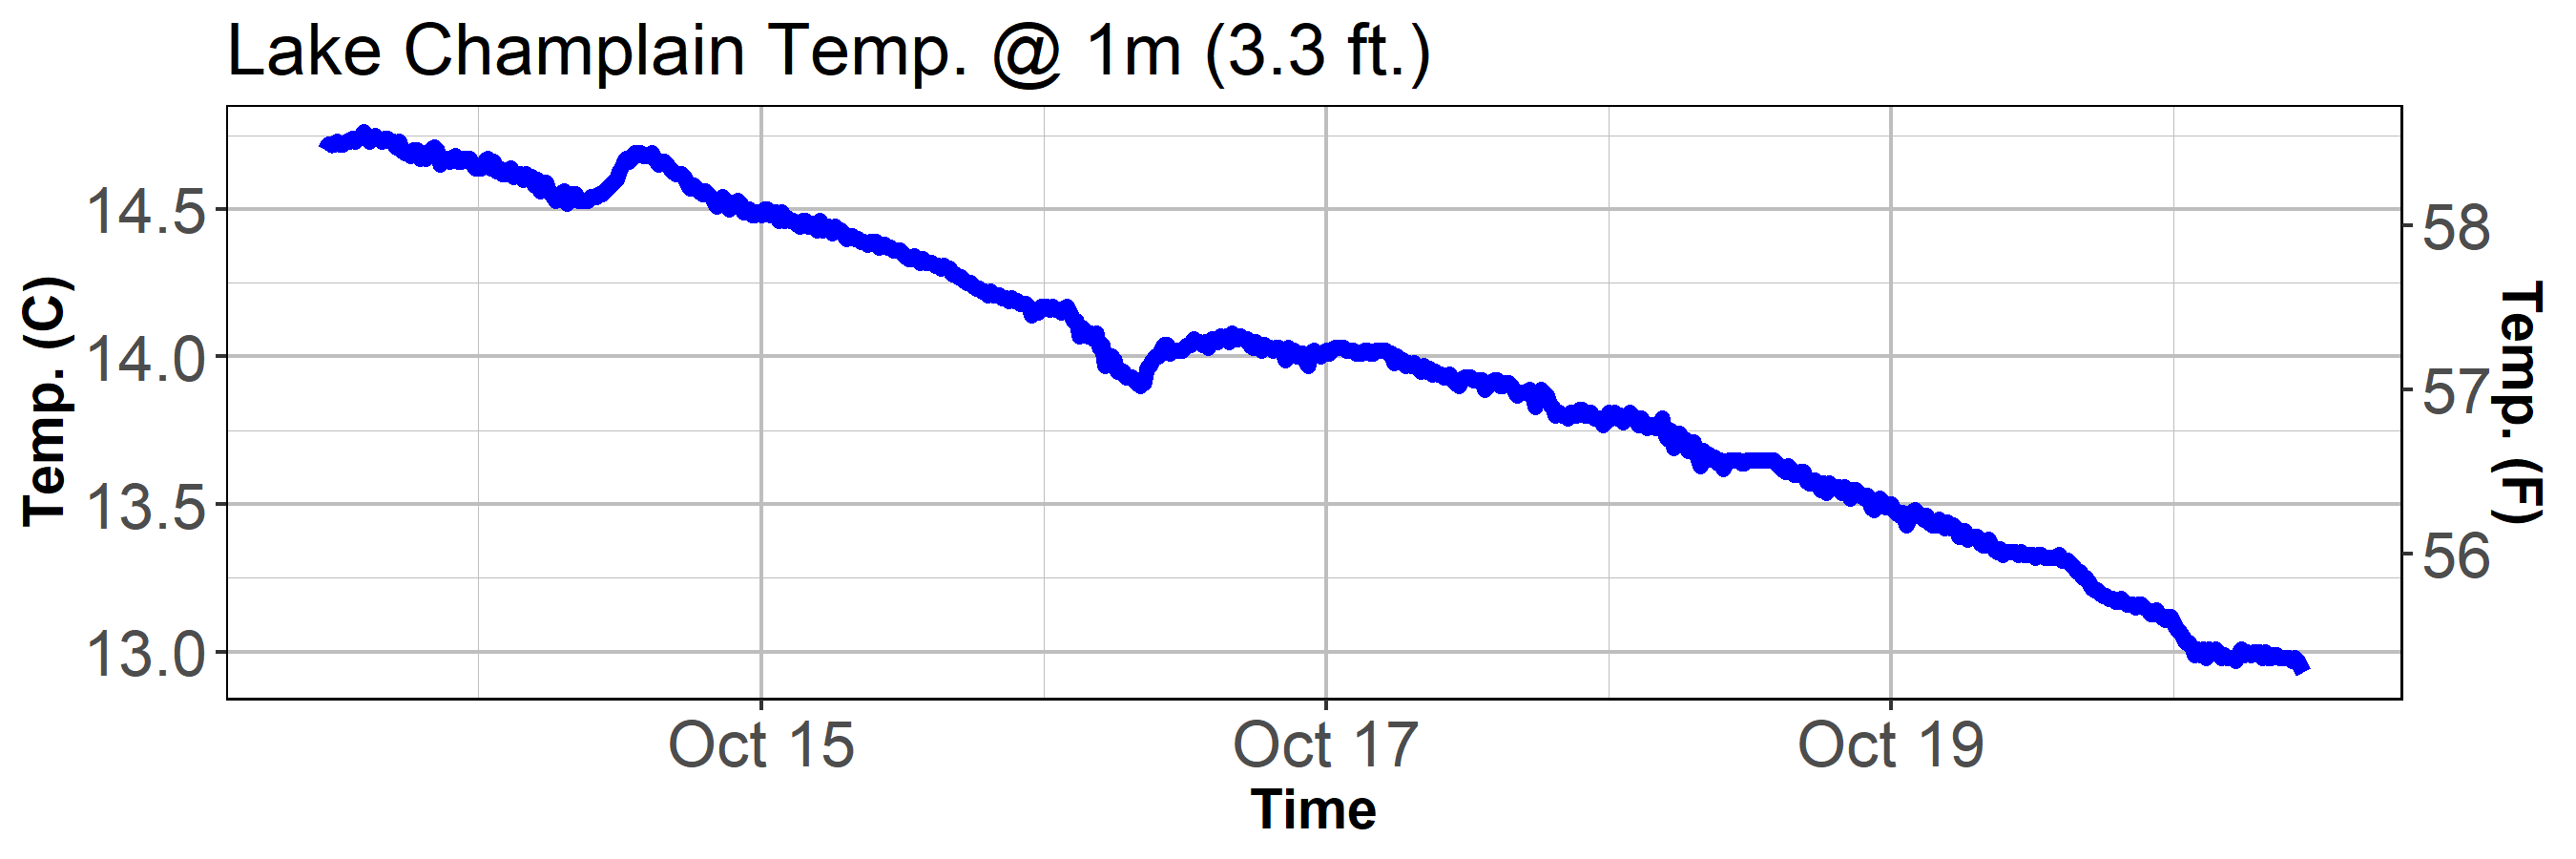 Lake Champlain Temp. @ 1m (3.3 ft.)
Temp. (C)
14.5
14.0
13.5
13.0
58
57
56
Temp. (F)
Oct 15
Oct 17
Oct 19
Time